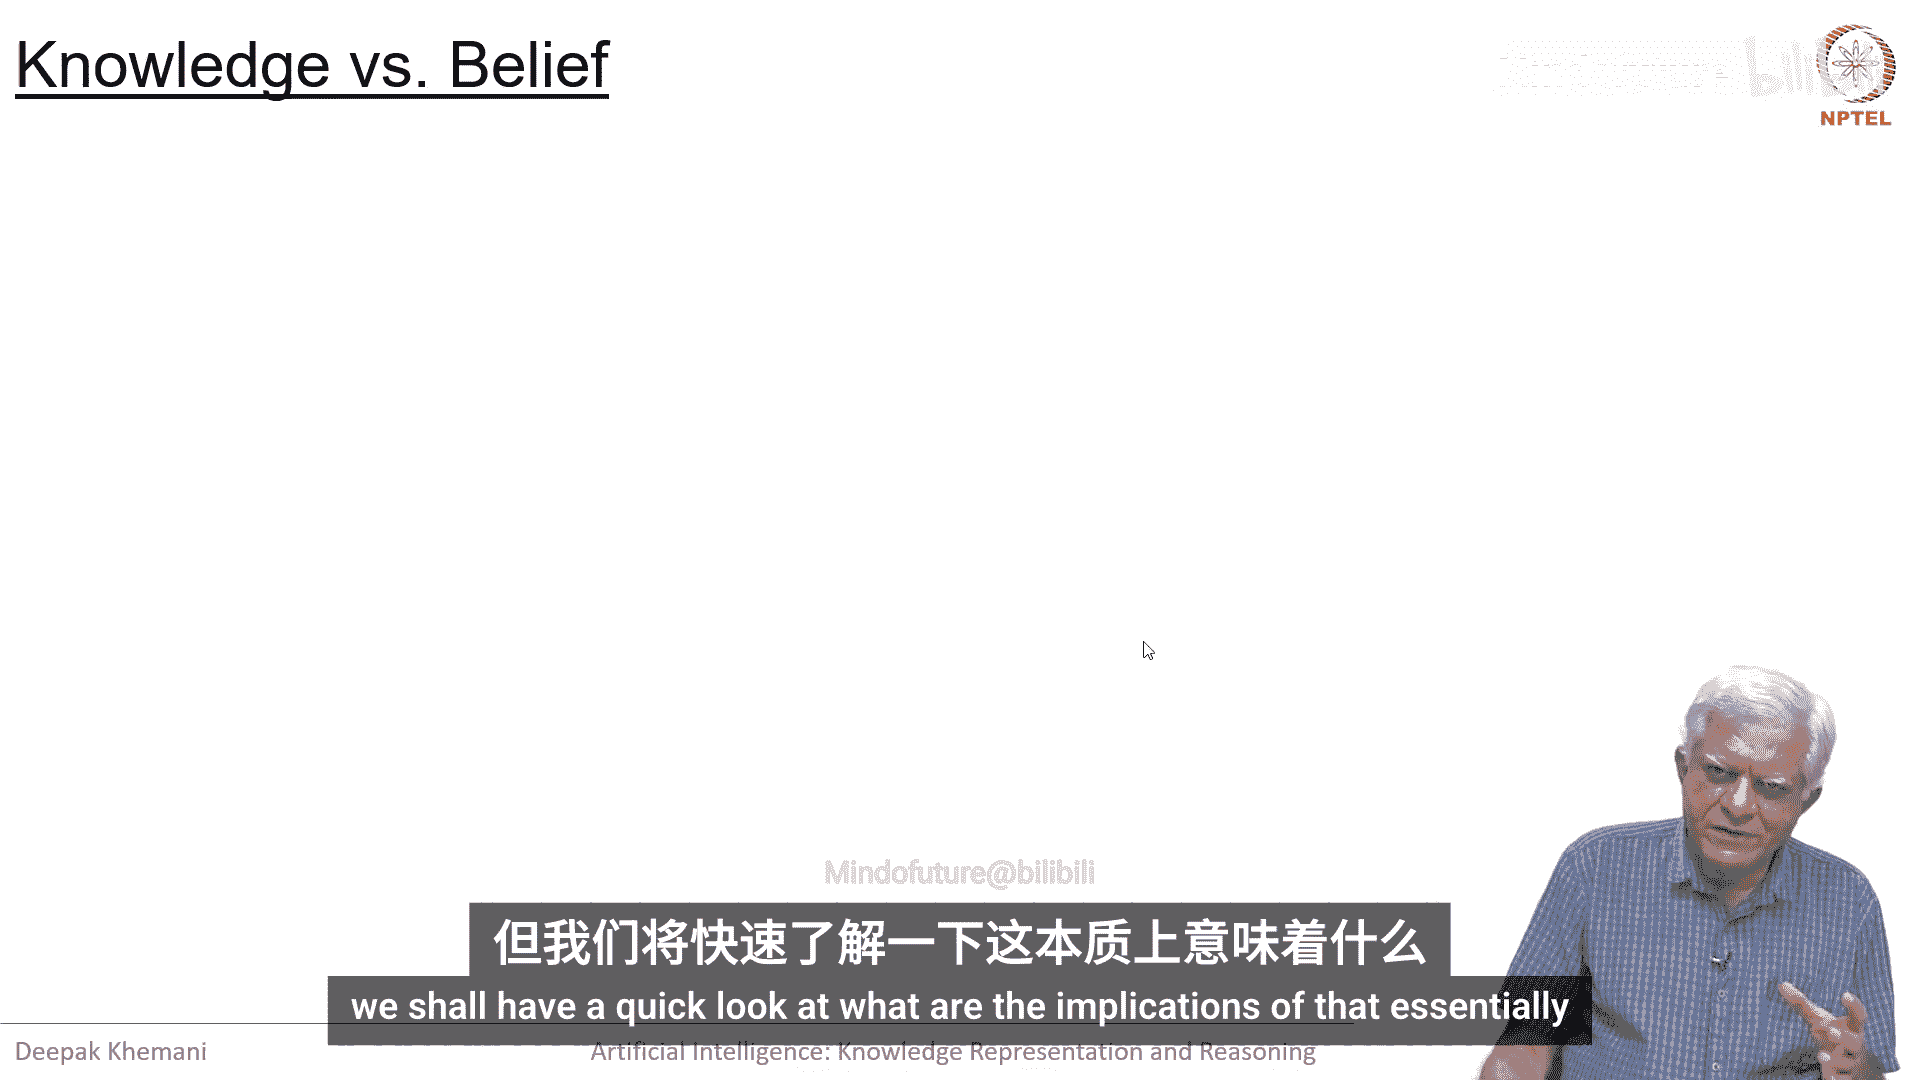 Knowledge vs. Belief
bili
NPTEL
Mindofuture@bilibili
但我们将快速了解一下这本质上意味着什么
we shall have a quick look at what are the implications of that essentially
Deepak Khemani
Artificial Intelligence: Knowledge Representation and Reasoning